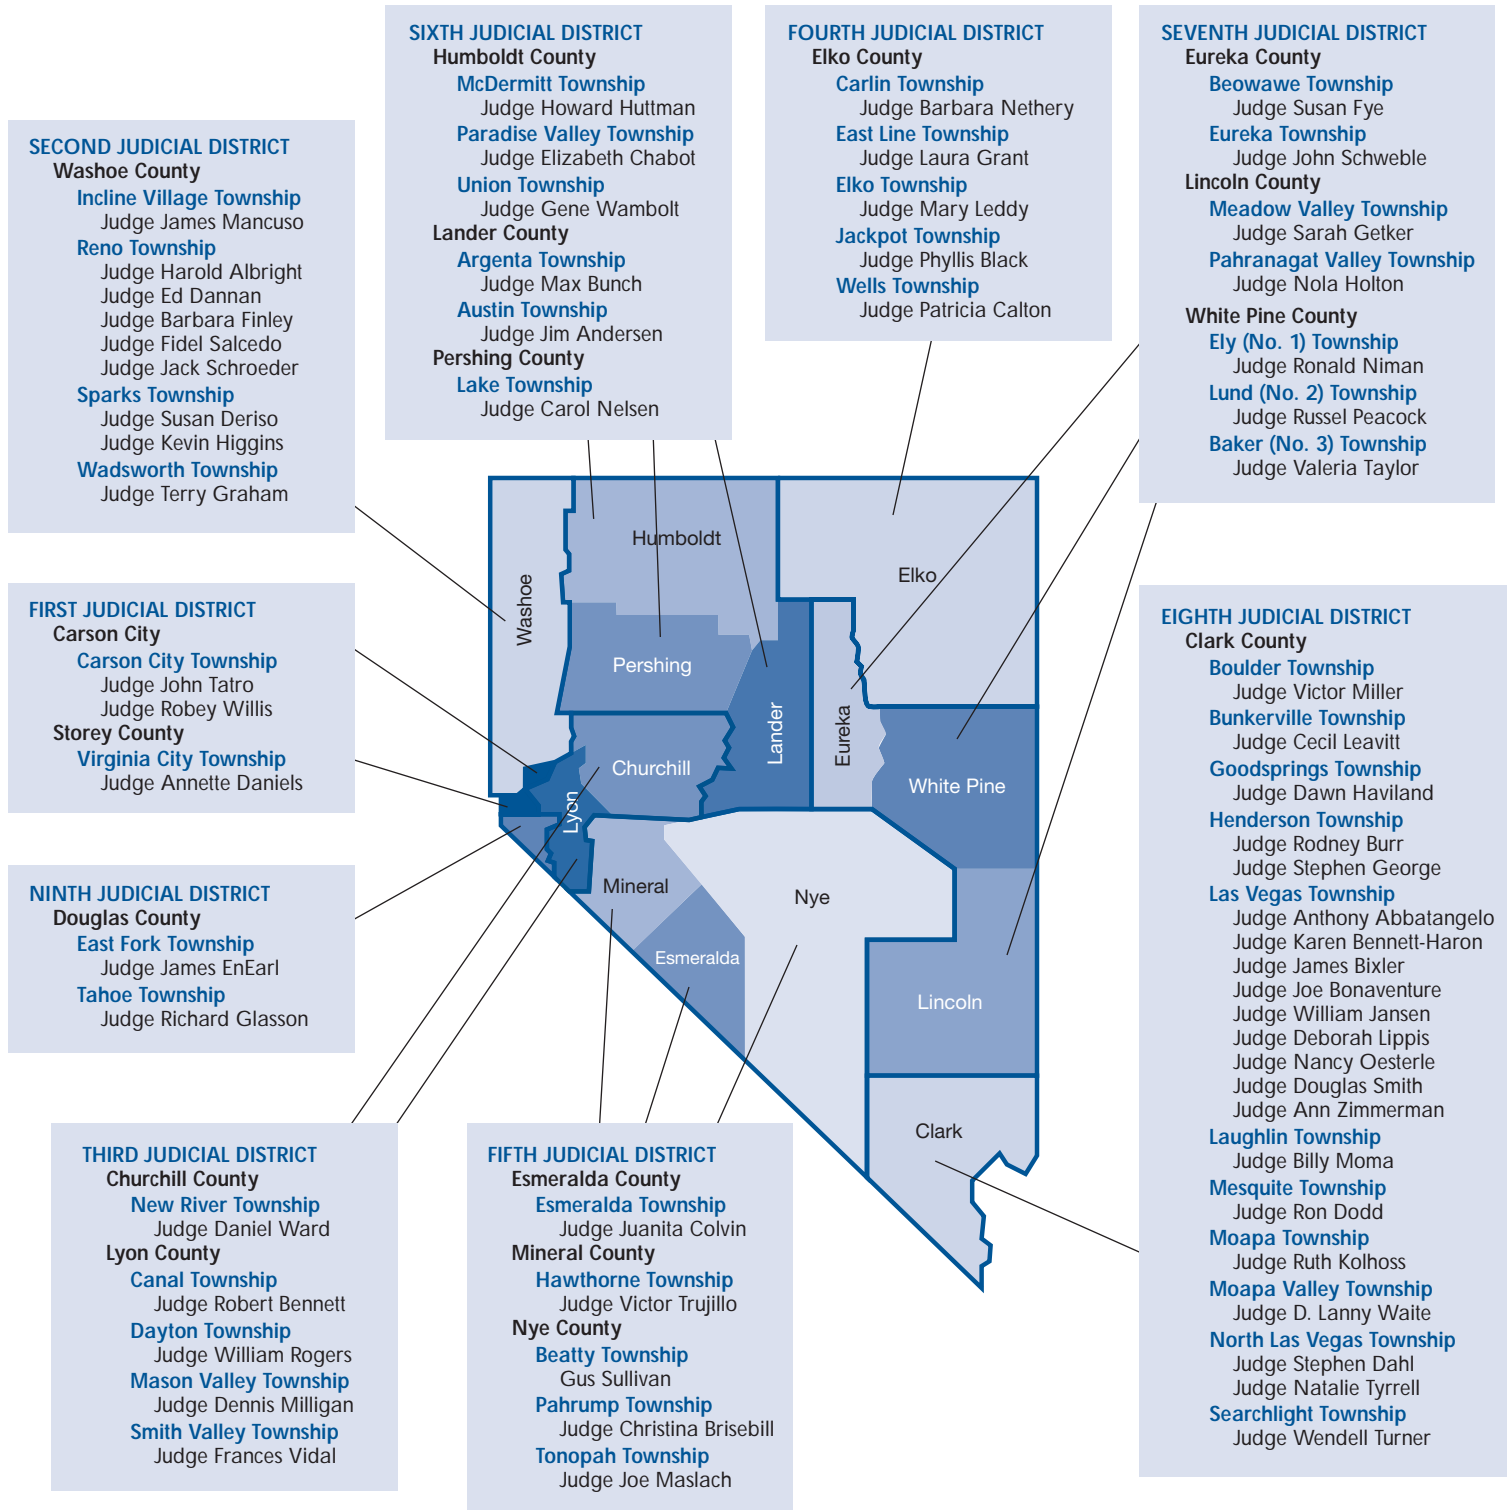 SIXTH JUDICIAL DISTRICT
Humboldt County
McDermitt Township
Judge Howard Huttman
Paradise Valley Township
Judge Elizabeth Chabot
Union Township
Judge Gene Wambolt
Lander County
Argenta Township
Judge Max Bunch
Austin Township
Judge Jim Andersen
Pershing County
Lake Township
Judge Carol Nelsen
FOURTH JUDICIAL DISTRICT
Elko County
Carlin Township
Judge Barbara Nethery
East Line Township
Judge Laura Grant
Elko Township
Judge Mary Leddy
Jackpot Township
Judge Phyllis Black
Wells Township
Judge Patricia Calton
SEVENTH JUDICIAL DISTRICT
Eureka County
Beowawe Township
Judge Susan Fye
Eureka Township
Judge John Schweble
Lincoln County
Meadow Valley Township
Judge Sarah Getker
Pahranagat Valley Township
Judge Nola Holton
White Pine County
Ely (No. 1) Township
Judge Ronald Niman
Lund (No. 2) Township
Judge Russel Peacock
Baker (No. 3) Township
Judge Valeria Taylor
SECOND JUDICIAL DISTRICT
Washoe County
Incline Village Township
Judge James Mancuso
Reno Township
Judge Harold Albright
Judge Ed Dannan
Judge Barbara Finley
Judge Fidel Salcedo
Judge Jack Schroeder
Sparks Township
Judge Susan Deriso
Judge Kevin Higgins
Wadsworth Township
Judge Terry Graham
FIRST JUDICIAL DISTRICT
Carson City
Carson City Township
Judge John Tatro
Judge Robey Willis
Storey County
Virginia City Township
Judge Annette Daniels
NINTH JUDICIAL DISTRICT
Douglas County
East Fork Township
Judge James EnEarl
Tahoe Township
Judge Richard Glasson
Humboldt
Elko
Washoe
Pershing
Lander
Eureka
Churchill
White Pine
Lyon
Mineral
Nye
Esmeralda
Lincoln
Clark
EIGHTH JUDICIAL DISTRICT
Clark County
Boulder Township
Judge Victor Miller
Bunkerville Township
Judge Cecil Leavitt
Goodsprings Township
Judge Dawn Haviland
Henderson Township
Judge Rodney Burr
Judge Stephen George
Las Vegas Township
Judge Anthony Abbatangelo
Judge Karen Bennett-Haron
Judge James Bixler
Judge Joe Bonaventure
Judge William Jansen
Judge Deborah Lippis
Judge Nancy Oesterle
Judge Douglas Smith
Judge Ann Zimmerman
Laughlin Township
Judge Billy Moma
Mesquite Township
Judge Ron Dodd
Moapa Township
Judge Ruth Kolhoss
Moapa Valley Township
Judge D. Lanny Waite
North Las Vegas Township
Judge Stephen Dahl
Judge Natalie Tyrrell
Searchlight Township
Judge Wendell Turner
THIRD JUDICIAL DISTRICT
Churchill County
New River Township
Judge Daniel Ward
Lyon County
Canal Township
Judge Robert Bennett
Dayton Township
Judge William Rogers
Mason Valley Township
Judge Dennis Milligan
Smith Valley Township
Judge Frances Vidal
FIFTH JUDICIAL DISTRICT
Esmeralda County
Esmeralda Township
Judge Juanita Colvin
Mineral County
Hawthorne Township
Judge Victor Trujillo
Nye County
Beatty Township
Gus Sullivan
Pahrump Township
Judge Christina Brisebill
Tonopah Township
Judge Joe Maslach